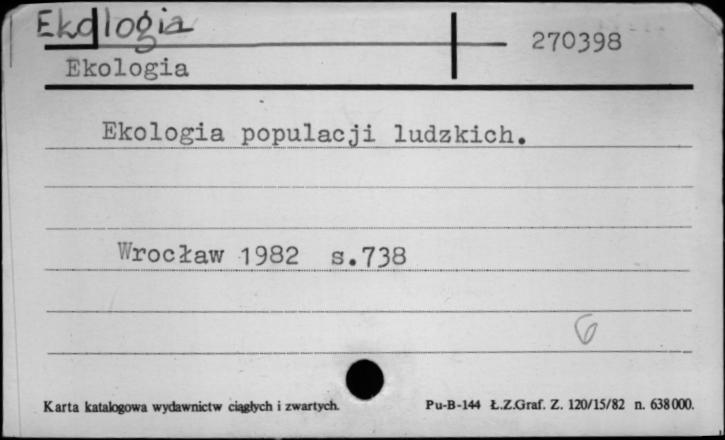 Ekologia
270398
Ekologia
Ekologia populacji ludzkich.
Wrocław 1982 s.738
6
Karta katalogowa wydawnictw ciągłych i zwartych.
Pu-B-144 Ł.Z.Graf. Z. 120/15/82 n. 638000.